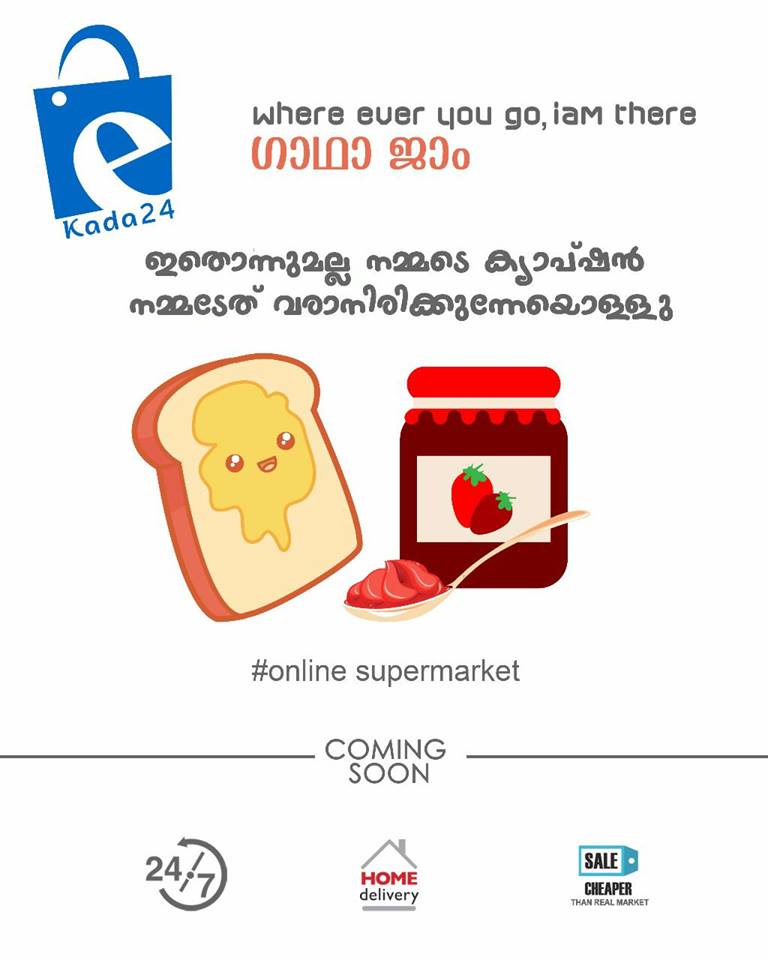 e
Kada24
where ever you go, iaM there
ഗാഥാ ജാം
ഇതൊന്നുമല്ല നമ്മടെ ക്യാപ്ഷൻ
നമ്മടേത് വരാനിരിക്കുന്നേയൊള്ളു
#online supermarket
COMING
SOON
24/7
HOME
delivery
SALE
CHEAPER
THAN REAL MARKET